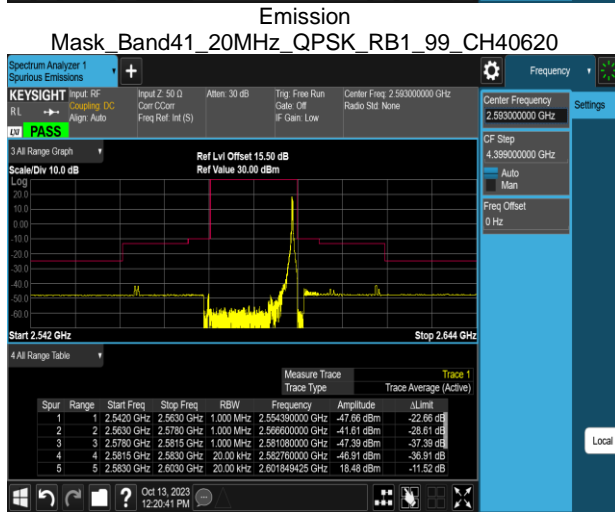 Emission
Mask_Band41_20MHz_QPSK_RB1_99_CH40620
Spectrum Analyzer 1
Spurious Emissions
Frequency
KEYSIGHT Input: RF Input Z: 50 Ω Atten: 30 dB Trig: Free Run Center Freq: 2.593000000 GHz
RL Coupling: DC Corr CCorr Gate: Off Radio Std: None
Align: Auto Freq Ref: Int (S) IF Gain: Low
LXI PASS
3 All Range Graph
Ref Lvl Offset 15.50 dB
Scale/Div 10.0 dB Ref Value 30.00 dBm
Log
20.0
10.0
0.00
-10.0
-20.0
-30.0
-40.0
-50.0
-60.0
Start 2.542 GHz Stop 2.644 GHz
4 All Range Table
Measure Trace Trace 1
Trace Type Trace Average (Active)
Spur Range Start Freq Stop Freq RBW Frequency Amplitude ΔLimit
1 1 2.5420 GHz 2.5630 GHz 1.000 MHz 2.554390000 GHz -47.66 dBm -22.66 dB
2 2 2.5630 GHz 2.5780 GHz 1.000 MHz 2.566600000 GHz -41.61 dBm -28.61 dB
3 3 2.5780 GHz 2.5815 GHz 1.000 MHz 2.581080000 GHz -47.39 dBm -37.39 dB
4 4 2.5815 GHz 2.5830 GHz 20.00 kHz 2.582760000 GHz -46.91 dBm -36.91 dB
5 5 2.5830 GHz 2.6030 GHz 20.00 kHz 2.601849425 GHz 18.48 dBm -11.52 dB
Center Frequency
2.593000000 GHz
Settings
CF Step
4.399000000 GHz
Auto
Man
Freq Offset
0 Hz
Local
?
Oct 13, 2023
12:20:41 PM